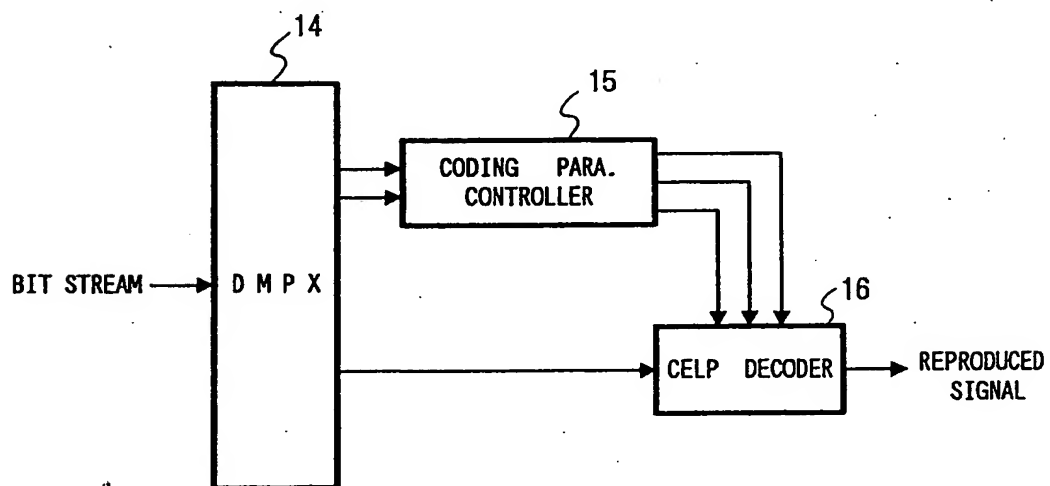 14
15
CODING PARA.
CONTROLLER
BIT STREAM
D M P X
16
CELP DECODER
REPRODUCED
SIGNAL